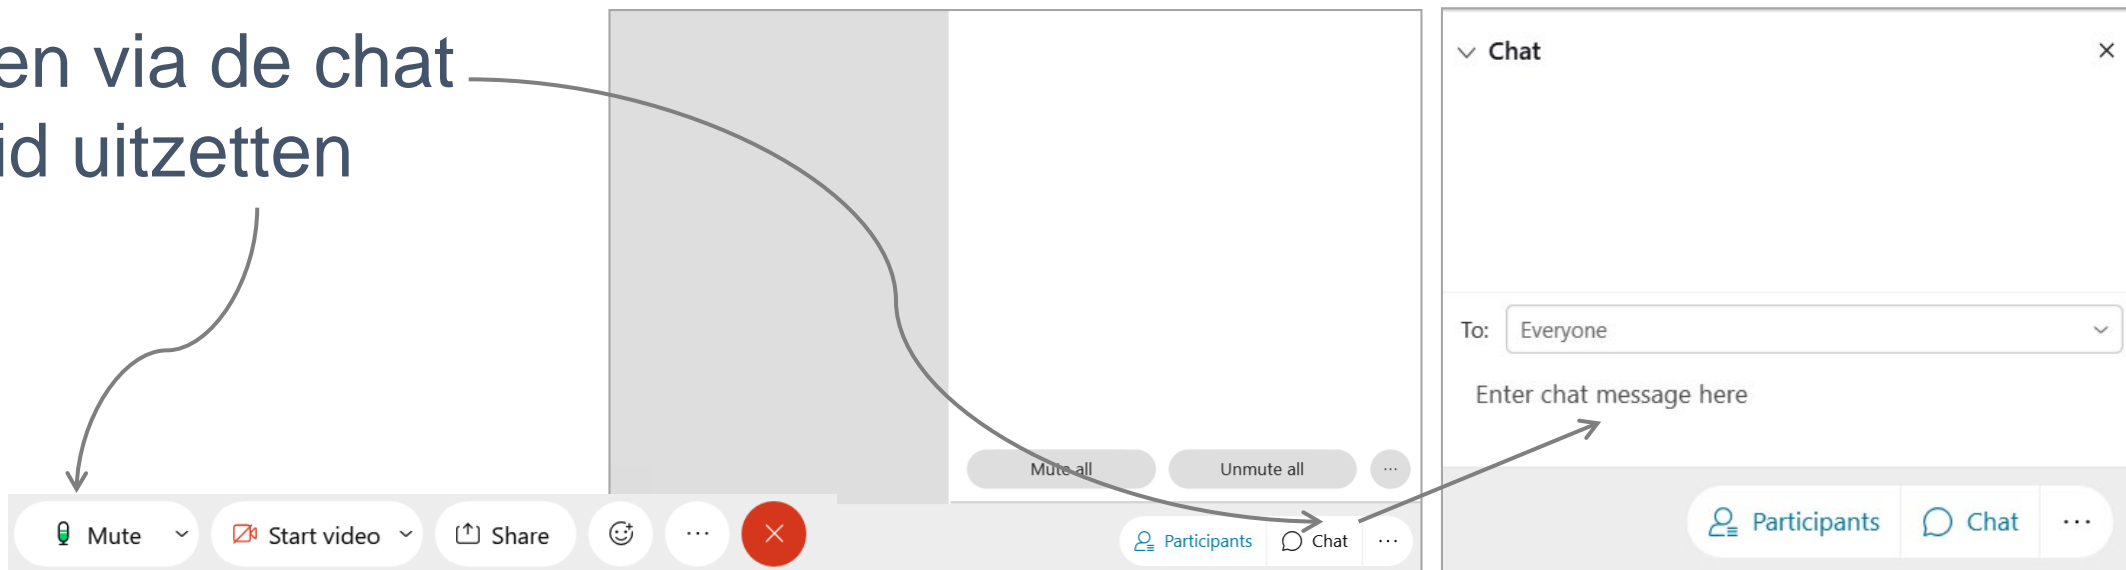 en via de chat
id uitzetten
Mute
Start video
Share
Mute all
Unmute all
Participants
Chat
Chat
To:
Everyone
Enter chat message here
Participants
Chat